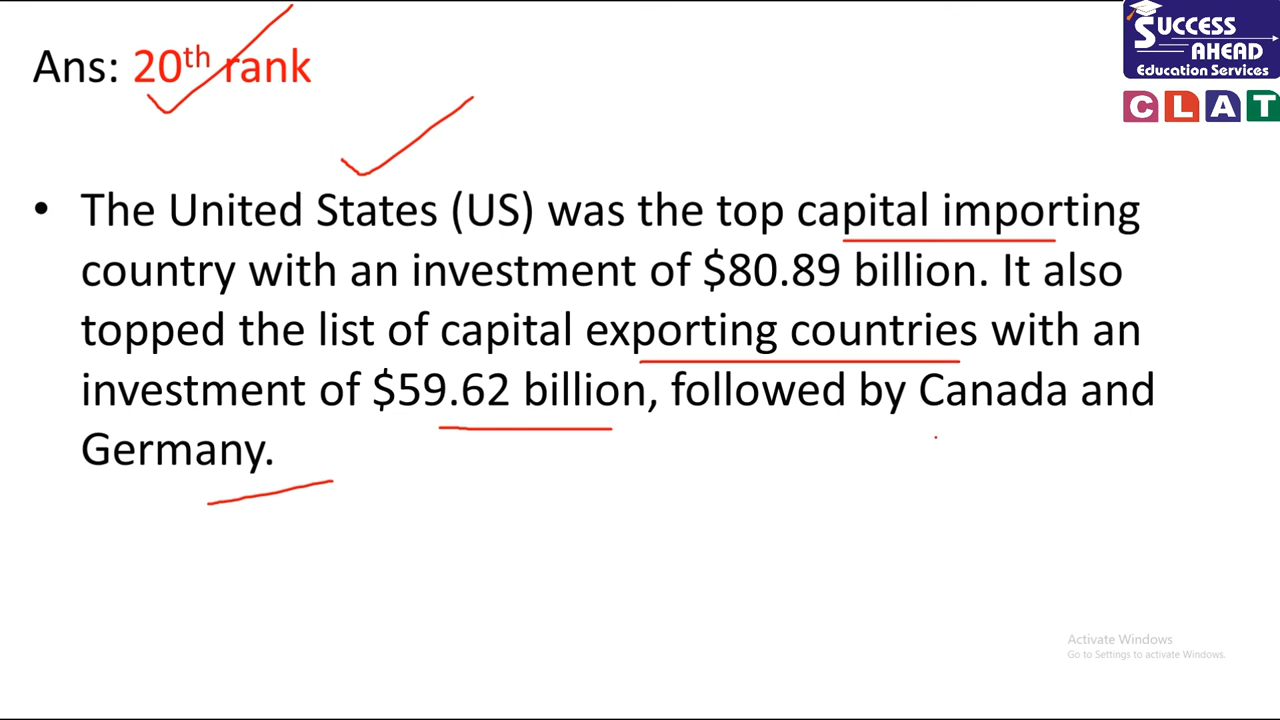 Ans: 20th rank
SUCCESS
AHEAD
Education Services
CLAT
• The United States (US) was the top capital importing
country with an investment of $80.89 billion. It also
topped the list of capital exporting countries with an
investment of $59.62 billion, followed by Canada and
Germany.
Activate Windows
Go to Settings to activate Windows.